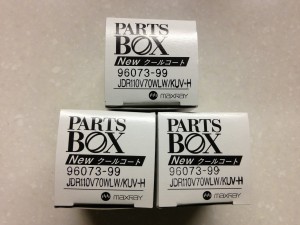 PARTS
BOX
New クールコート
96073-99
JDR110V70WLW/KUV-H
maxray
PARTS
BOX
New クールコート
96073-99
JDR110V70WLW/KUV-H
maxray
PARTS
BOX
New クールコート
96073-99
JDR110V70WLW/KUV-H
maxray